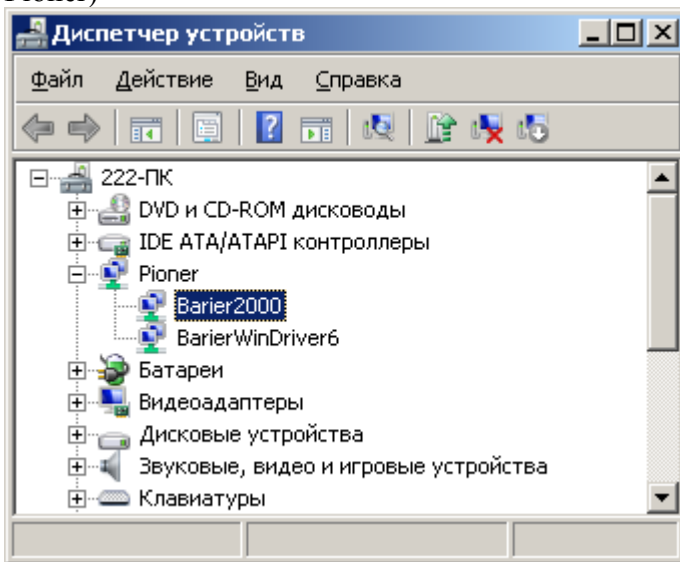 Pioner)
Диспетчер устройств
Файл Действие Вид Справка
222-ПК
DVD и CD-ROM дисководы
IDE ATA/ATAPI контроллеры
Pioner
Barier2000
BarierWinDriver6
Батареи
Видеоадаптеры
Дисковые устройства
Звуковые, видео и игровые устройства
Клавиатуры